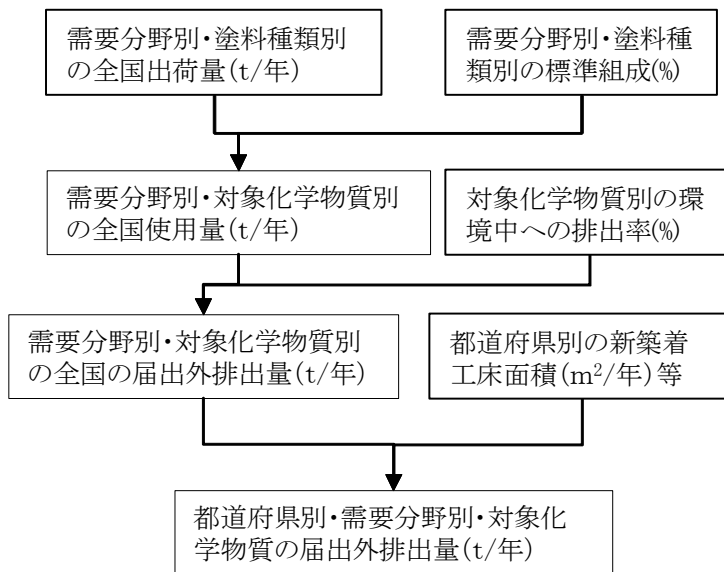 需要分野別・塗料種類別
の全国出荷量(t/年)
需要分野別・塗料種
類別の標準組成(%)
需要分野別・対象化学物質別
の全国使用量(t/年)
対象化学物質別の環
境中への排出率(%)
需要分野別・対象化学物質別
の全国の届出外排出量(t/年)
都道府県別の新築着
工床面積(m²/年)等
都道府県別・需要分野別・対象化
学物質の届出外排出量(t/年)